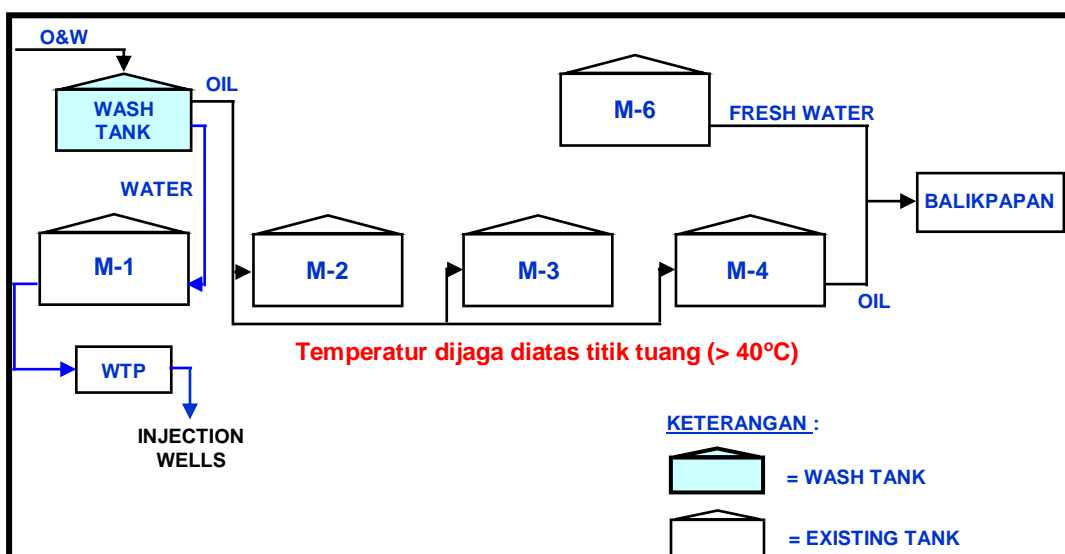 O&W
OIL
WASH
TANK
M-6
FRESH WATER
WATER
BALIKPAPAN
M-1
M-2
M-3
M-4
OIL
Temperatur dijaga diatas titik tuang (> 40ºC)
WTP
INJECTION
WELLS
KETERANGAN :
= WASH TANK
= EXISTING TANK